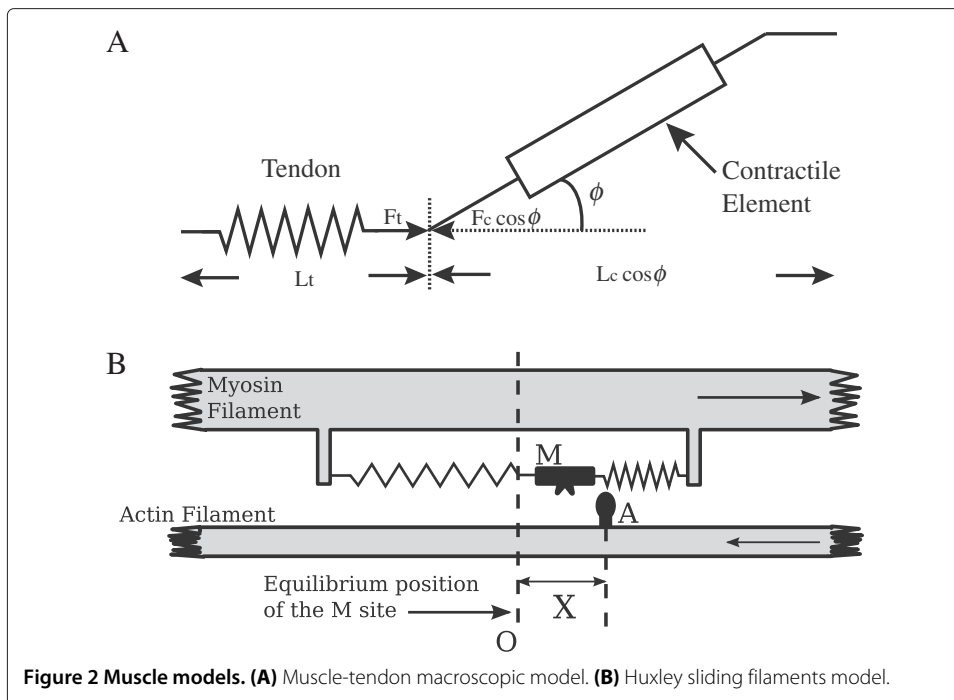 A
Tendon
Contractile
Element
ϕ
Ft
Fc cosϕ
Lt
Lc cosϕ
B
Myosin
Filament
M
A
Actin Filament
Equilibrium position
of the M site
X
O
Figure 2 Muscle models. (A) Muscle-tendon macroscopic model. (B) Huxley sliding filaments model.